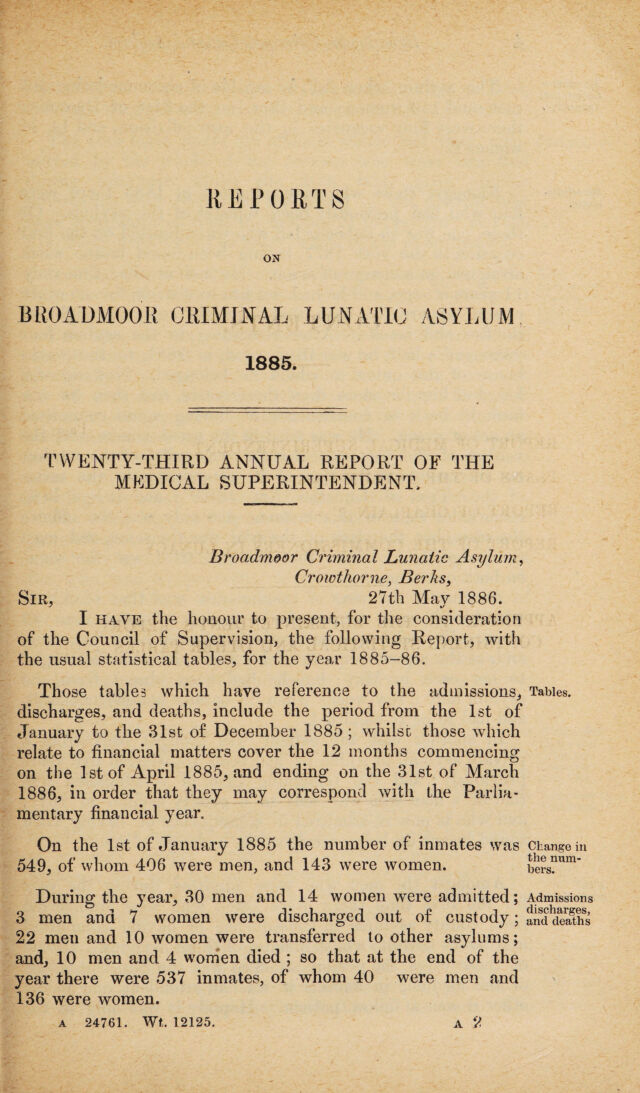 REPORTS
ON
BROADMOOR CRIMINAL LUNATIC ASYLUM.
1885.
TWENTY-THIRD ANNUAL REPORT OF THE
MEDICAL SUPERINTENDENT.
Broadmoor Criminal Lunatic Asylum,
Crowthorne, Berks,
SIR, 27th May 1886.
I HAVE the honour to present, for the consideration
of the Council of Supervision, the following Report, with
the usual statistical tables, for the year 1885–86.
Those tables which have reference to the admissions, Tables.
discharges, and deaths, include the period from the 1st of
January to the 31st of December 1885; whilst those which
relate to financial matters cover the 12 months commencing
on the 1st of April 1885, and ending on the 31st of March
1886, in order that they may correspond with the Parlia-
mentary financial year.
On the 1st of January 1885 the number of inmates was Change in
549, of whom 406 were men, and 143 were women. the num-
bers.
During the year, 30 men and 14 women were admitted; Admissions
3 men and 7 women were discharged out of custody; discharges,
and deaths
22 men and 10 women were transferred to other asylums;
and, 10 men and 4 women died; so that at the end of the
year there were 537 inmates, of whom 40 were men and
136 were women.
A 24761. Wt. 12125. A 2